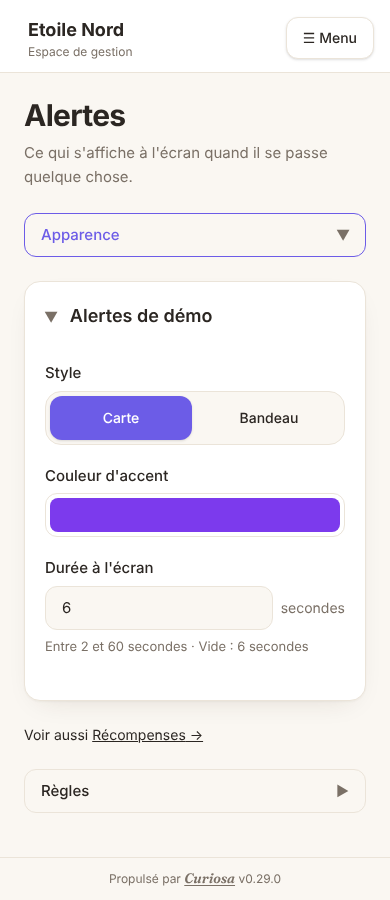 Etoile Nord
Espace de gestion
☰ Menu
Alertes
Ce qui s'affiche à l'écran quand il se passe
quelque chose.
Apparence ▼
▼ Alertes de démo
Style
Carte Bandeau
Couleur d'accent
Durée à l'écran
6 secondes
Entre 2 et 60 secondes · Vide : 6 secondes
Voir aussi Récompenses →
Règles ▶
Propulsé par Curiosa v0.29.0